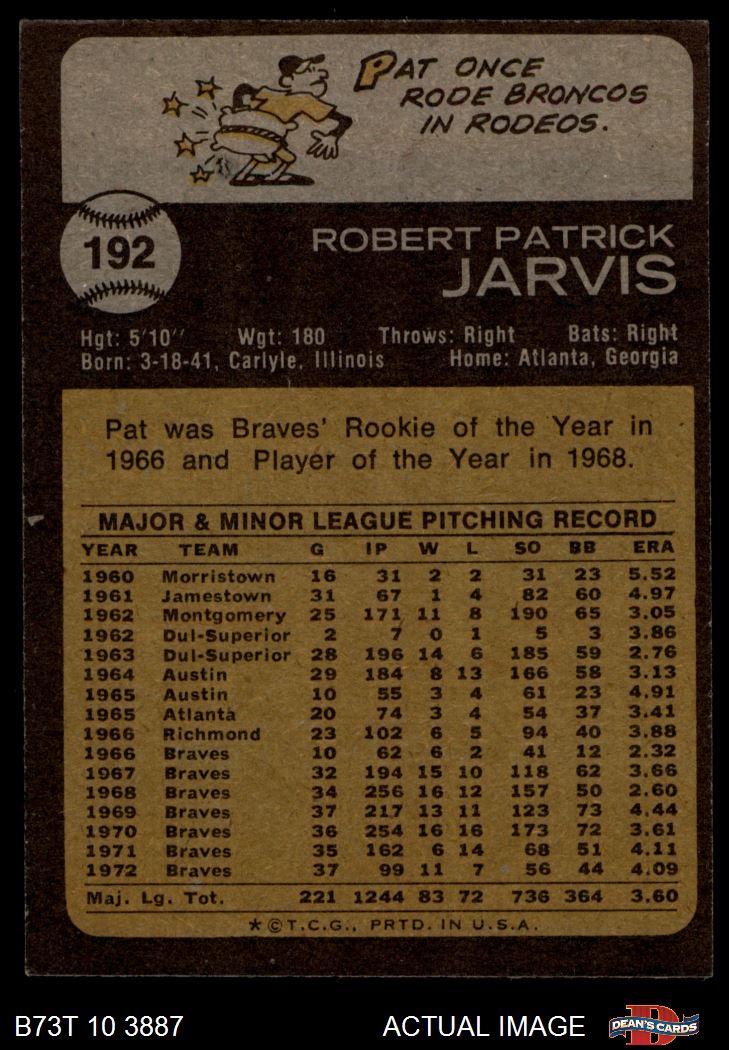 PAT ONCE
RODE BRONCOS
IN RODEOS.
192
ROBERT PATRICK
JARVIS
Hgt: 5'10" Wgt: 180 Throws: Right Bats: Right
Born: 3-18-41, Carlyle, Illinois Home: Atlanta, Georgia
Pat was Braves' Rookie of the Year in
1966 and Player of the Year in 1968.
MAJOR & MINOR LEAGUE PITCHING RECORD
YEAR TEAM G IP W L SO BB ERA
1960 Morristown 16 31 2 2 31 23 5.52
1961 Jamestown 31 67 1 4 82 60 4.97
1962 Montgomery 25 171 11 8 190 65 3.05
1962 Dul-Superior 2 7 0 1 5 3 3.86
1963 Dul-Superior 28 196 14 6 185 59 2.76
1964 Austin 29 184 8 13 166 58 3.13
1965 Austin 10 55 3 4 61 23 4.91
1965 Atlanta 20 74 3 4 54 37 3.41
1966 Richmond 23 102 6 5 94 40 3.88
1966 Braves 10 62 6 2 41 12 2.32
1967 Braves 32 194 15 10 118 62 3.66
1968 Braves 34 256 16 12 157 50 2.60
1969 Braves 37 217 13 11 123 73 4.44
1970 Braves 36 254 16 16 173 72 3.61
1971 Braves 35 162 6 14 68 51 4.11
1972 Braves 37 99 11 7 56 44 4.09
Maj. Lg. Tot. 221 1244 83 72 736 364 3.60
*©T.C.G., PRTD. IN U.S.A.
B73T 10 3887 ACTUAL IMAGE D DEAN'S CARDS